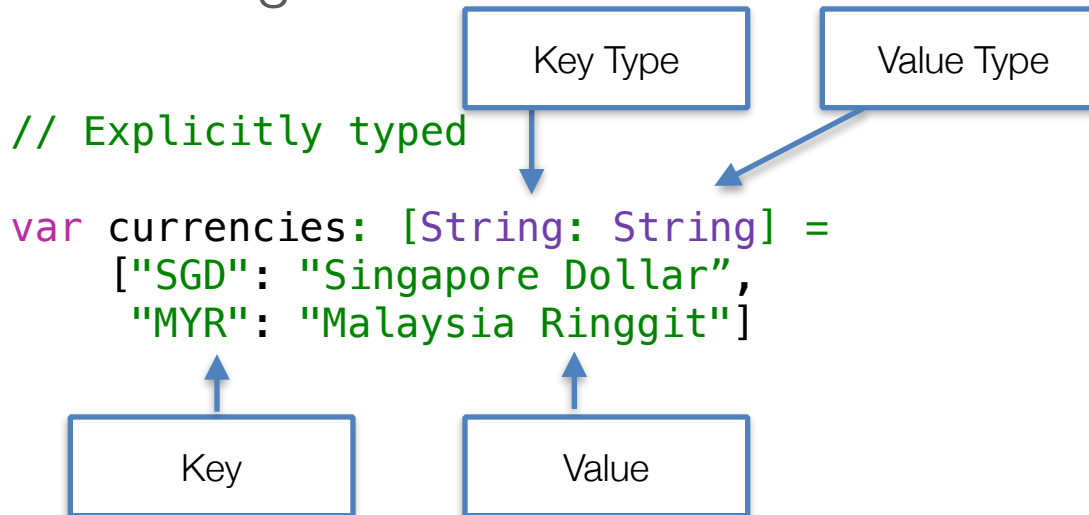 Key Type
Value Type
// Explicitly typed
var currencies: [String: String] =
["SGD": "Singapore Dollar”,
"MYR": "Malaysia Ringgit"]
Key
Value